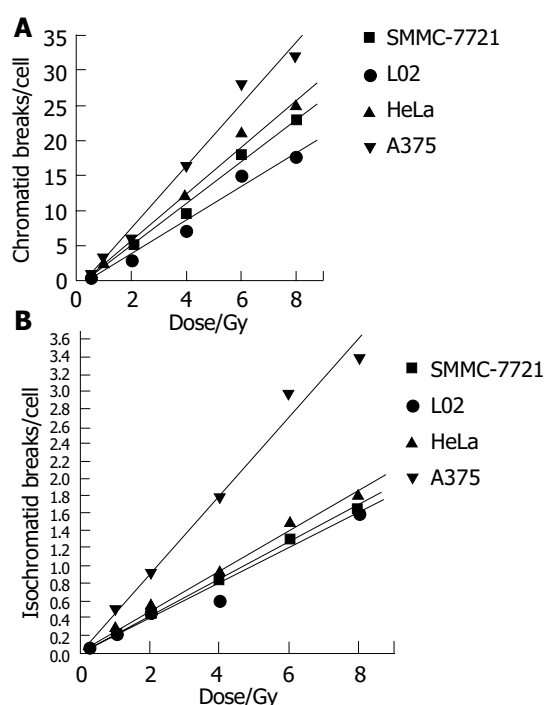 A
Chromatid breaks/cell
35
30
25
20
15
10
5
0
0
2
4
6
8
Dose/Gy
SMMC-7721
L02
HeLa
A375
B
Isochromatid breaks/cell
3.6
3.4
3.2
3.0
2.8
2.6
2.4
2.2
2.0
1.8
1.6
1.4
1.2
1.0
0.8
0.6
0.4
0.2
0.0
0
2
4
6
8
Dose/Gy
SMMC-7721
L02
HeLa
A375